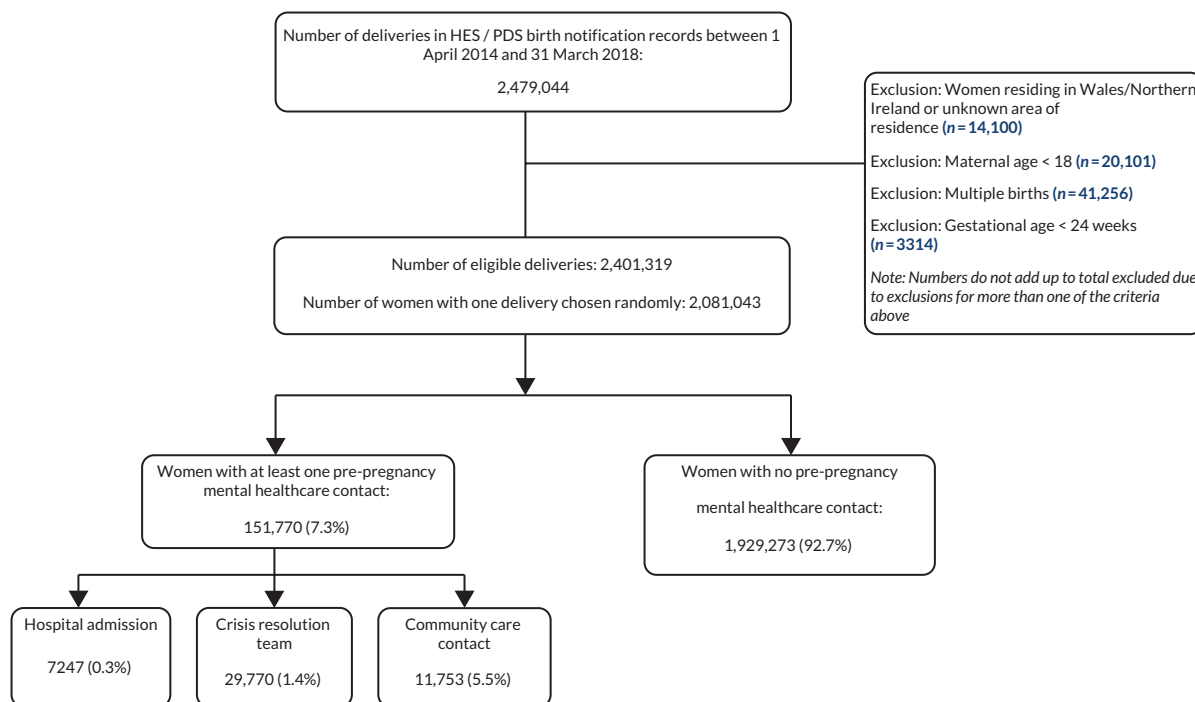 Number of deliveries in HES / PDS birth notification records between 1
April 2014 and 31 March 2018:
2,479,044
Exclusion: Women residing in Wales/Northern
Ireland or unknown area of
residence (n=14,100)
Exclusion: Maternal age < 18 (n=20,101)
Exclusion: Multiple births (n=41,256)
Exclusion: Gestational age < 24 weeks
(n=3314)
Note: Numbers do not add up to total excluded due
to exclusions for more than one of the criteria
above
Number of eligible deliveries: 2,401,319
Number of women with one delivery chosen randomly: 2,081,043
Women with at least one pre-pregnancy
mental healthcare contact:
151,770 (7.3%)
Women with no pre-pregnancy
mental healthcare contact:
1,929,273 (92.7%)
Hospital admission
7247 (0.3%)
Crisis resolution
team
29,770 (1.4%)
Community care
contact
11,753 (5.5%)